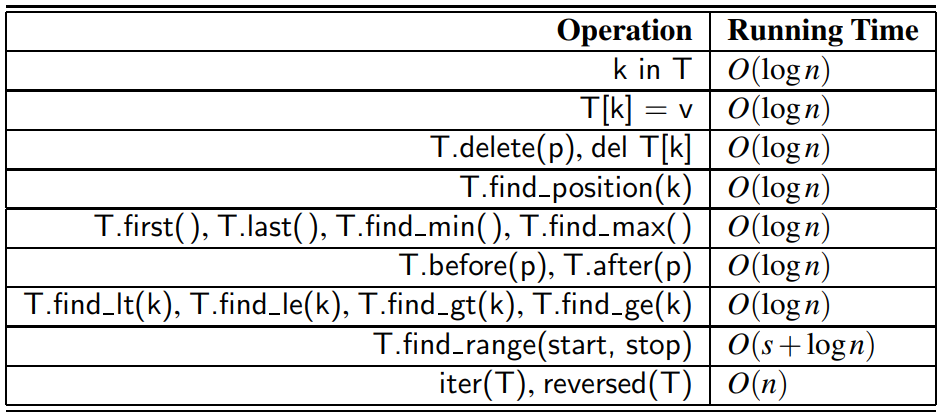 Operation Running Time
k in T O(log n)
T[k] = v O(log n)
T.delete(p), del T[k] O(log n)
T.find_position(k) O(log n)
T.first( ), T.last( ), T.find_min( ), T.find_max( ) O(log n)
T.before(p), T.after(p) O(log n)
T.find_lt(k), T.find_le(k), T.find_gt(k), T.find_ge(k) O(log n)
T.find_range(start, stop) O(s + log n)
iter(T), reversed(T) O(n)